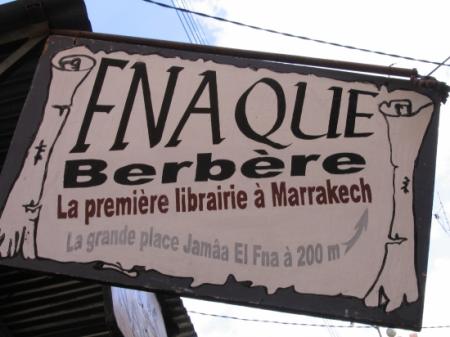 FNAQUE
Berbère
La première librairie à Marrakech
La grande place Jamâa El Fna à 200 m